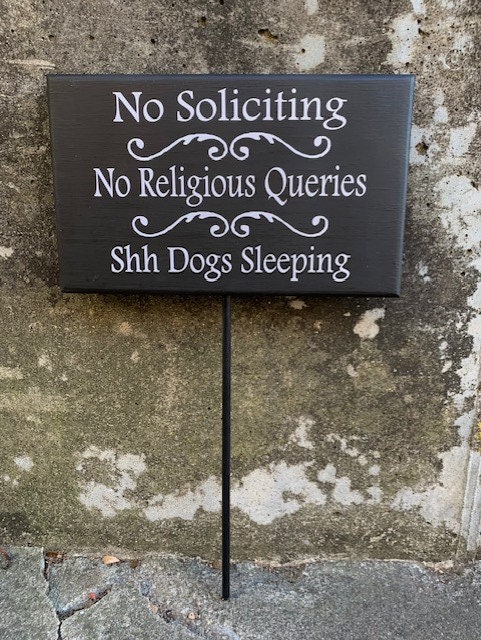 No Soliciting
No Religious Queries
Shh Dogs Sleeping